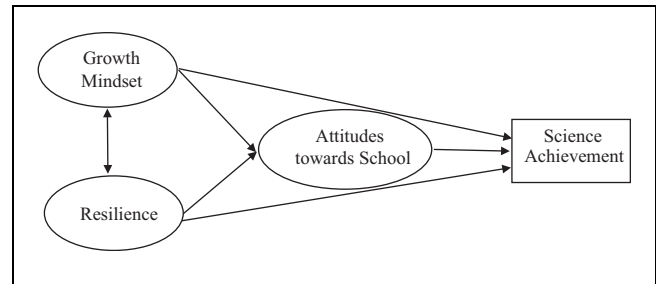 Growth
Mindset
Attitudes
towards School
Science
Achievement
Resilience